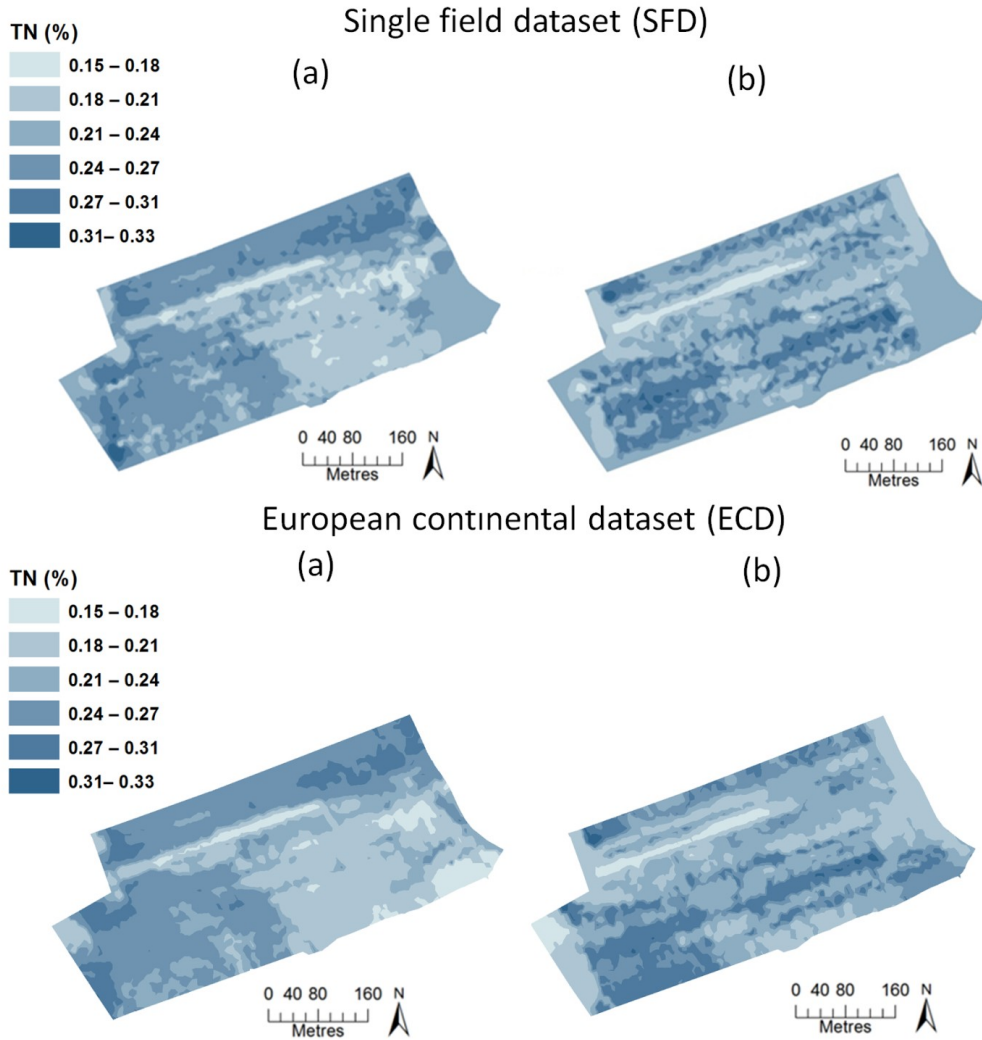 Single field dataset (SFD)
TN (%)
0.15 – 0.18
0.18 – 0.21
0.21 – 0.24
0.24 – 0.27
0.27 – 0.31
0.31– 0.33
(a)
(b)
0 40 80 160 N
Metres
0 40 80 160 N
Metres
European continental dataset (ECD)
(a)
(b)
TN (%)
0.15 – 0.18
0.18 – 0.21
0.21 – 0.24
0.24 – 0.27
0.27 – 0.31
0.31– 0.33
0 40 80 160 N
Metres
0 40 80 160 N
Metres